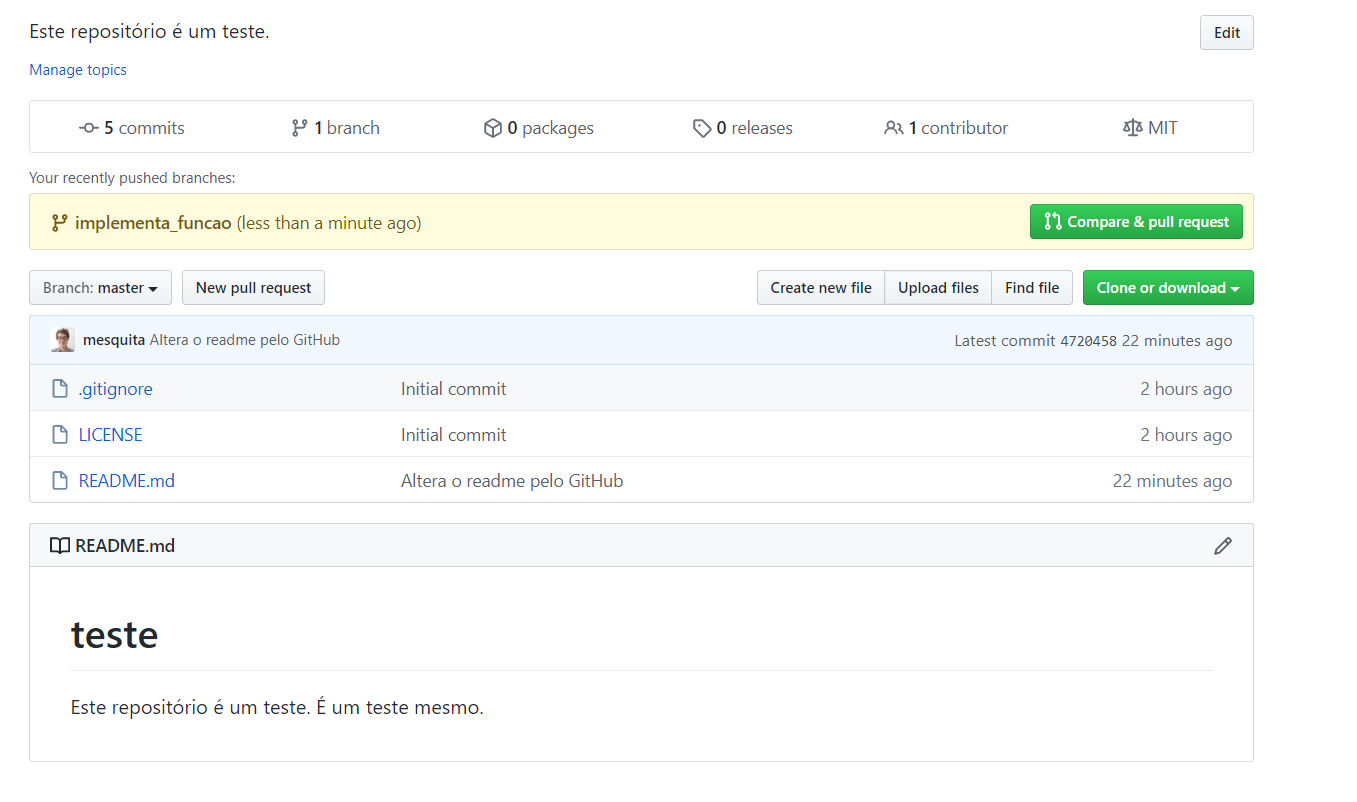 Este repositório é um teste.
Edit
Manage topics
5 commits 1 branch 0 packages 0 releases 1 contributor MIT
Your recently pushed branches:
implementa_funcao (less than a minute ago) Compare & pull request
Branch: master New pull request Create new file Upload files Find file Clone or download
mesquita Altera o readme pelo GitHub Latest commit 4720458 22 minutes ago
.gitignore Initial commit 2 hours ago
LICENSE Initial commit 2 hours ago
README.md Altera o readme pelo GitHub 22 minutes ago
README.md
teste
Este repositório é um teste. É um teste mesmo.